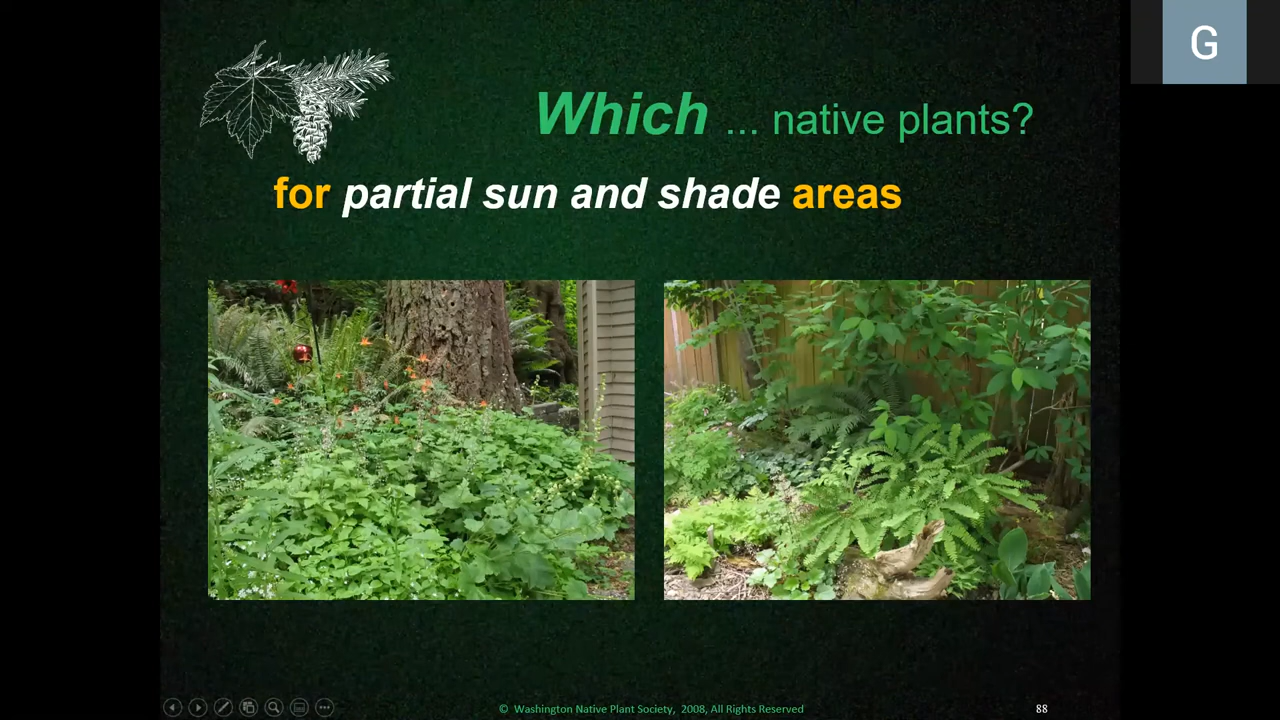 G
Which ... native plants?
for partial sun and shade areas
© Washington Native Plant Society, 2008, All Rights Reserved
88